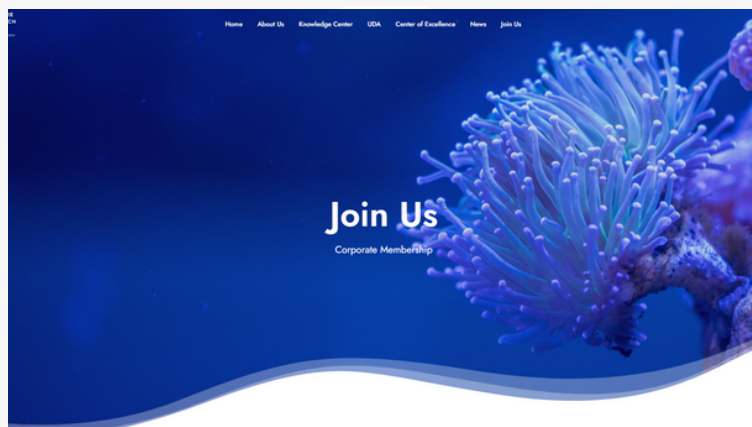 Home About Us Knowledge Center UDA Center of Excellence News Join Us
Join Us
Corporate Membership